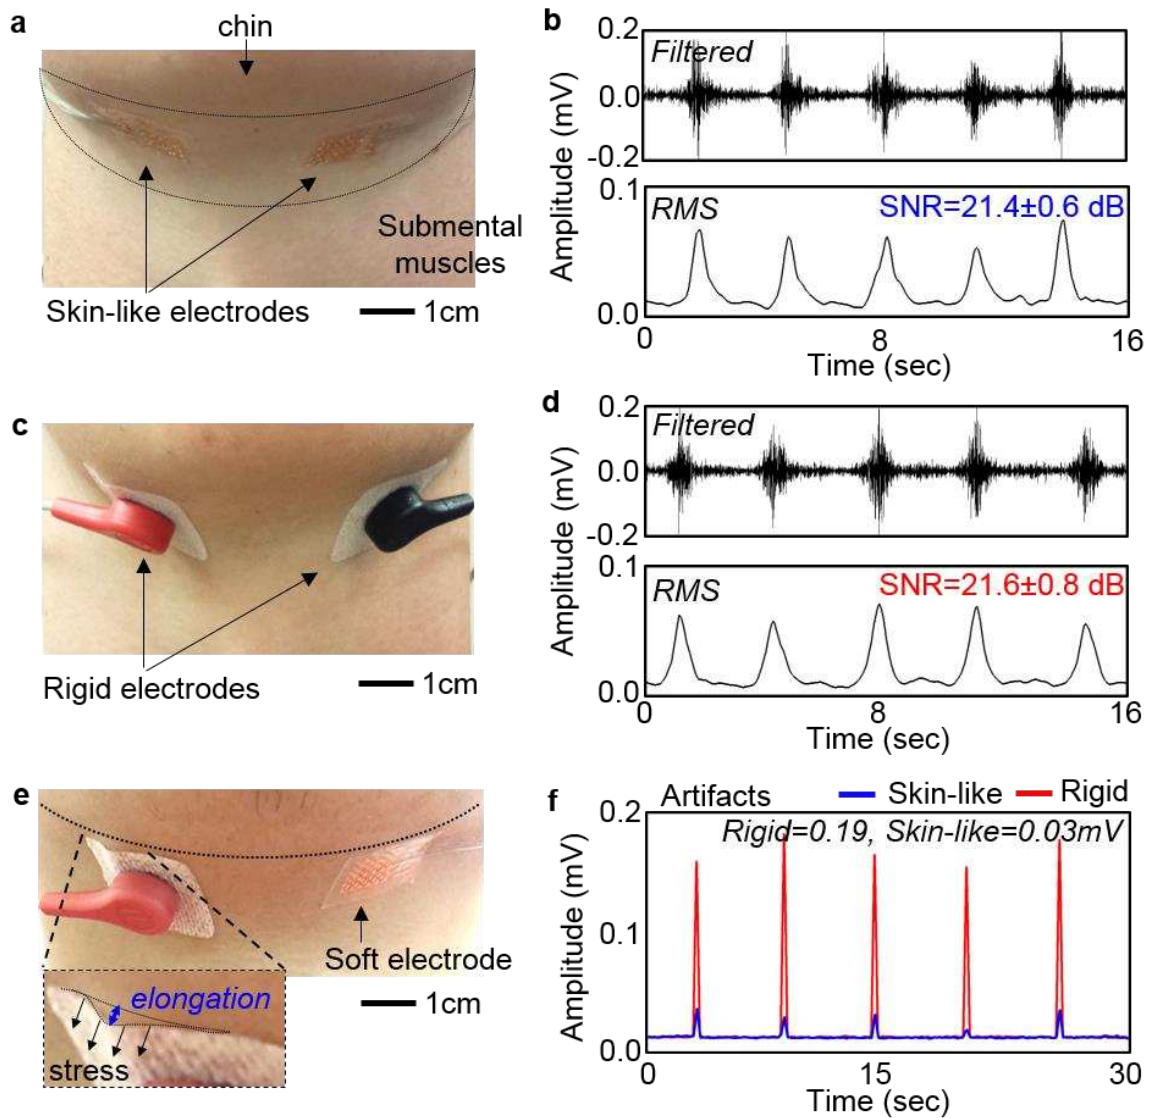 a
chin
Submental
muscles
Skin-like electrodes
1cm
b
0.2
0.0
-0.2
Filtered
Amplitude (mV)
0.1
0.0
RMS
SNR=21.4±0.6 dB
0
8
16
Time (sec)
c
Rigid electrodes
1cm
d
0.2
0.0
-0.2
Filtered
Amplitude (mV)
0.1
0.0
RMS
SNR=21.6±0.8 dB
0
8
16
Time (sec)
e
Soft electrode
1cm
elongation
stress
f
Artifacts
Skin-like
Rigid
Rigid=0.19, Skin-like=0.03mV
0.2
0.1
0.0
Amplitude (mV)
0
15
30
Time (sec)